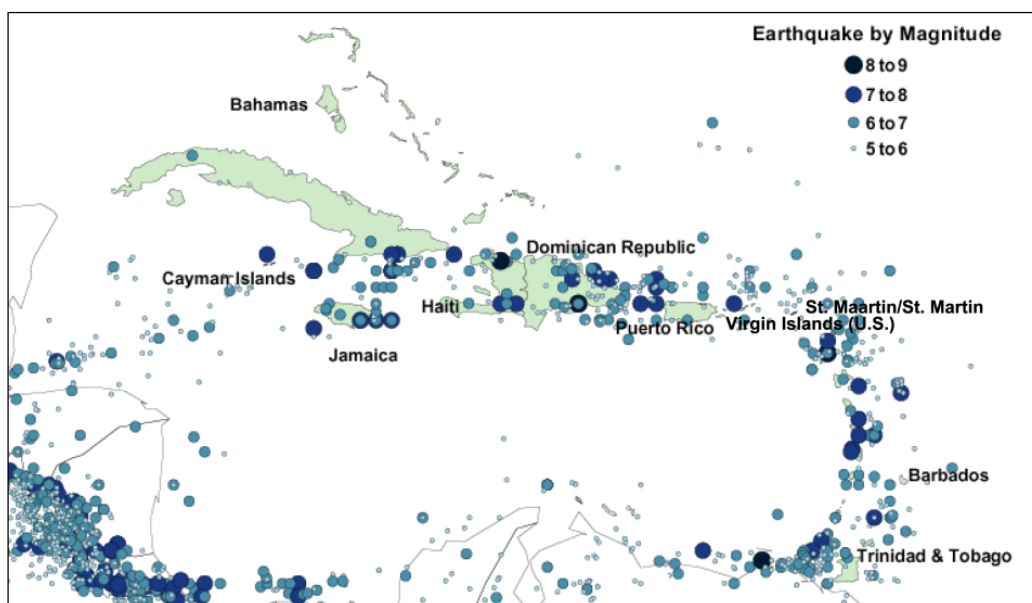 Earthquake by Magnitude
8 to 9
7 to 8
6 to 7
5 to 6
Bahamas
Dominican Republic
Cayman Islands
Haiti
St. Maartin/St. Martin
Puerto Rico
Virgin Islands (U.S.)
Jamaica
Barbados
Trinidad & Tobago